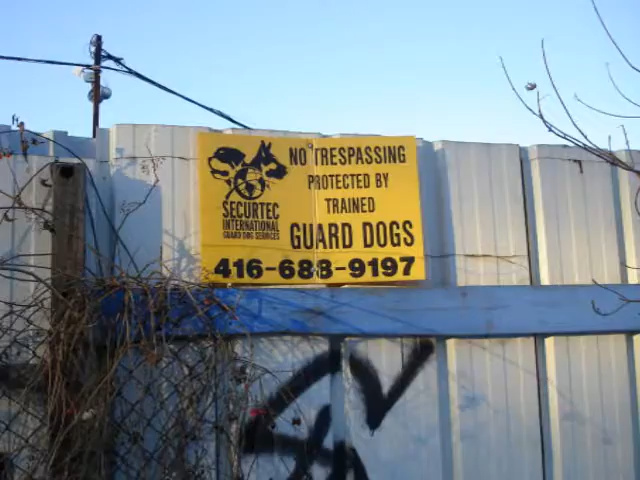 NO TRESPASSING
PROTECTED BY
TRAINED
GUARD DOGS
SECURTEC
INTERNATIONAL
GUARD DOG SERVICES
416-688-9197